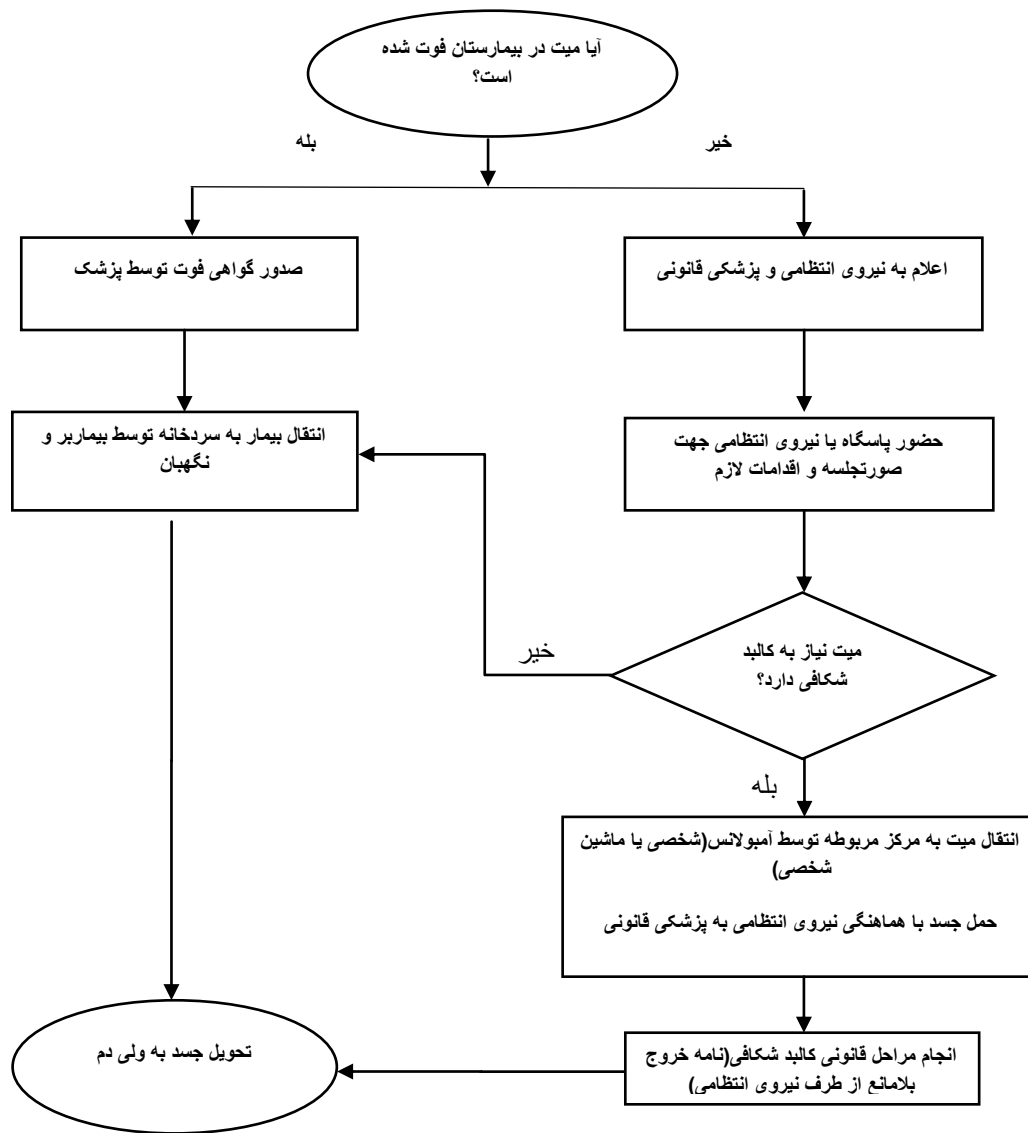 آیا میت در بیمارستان فوت شده
است؟
خیر
بله
اعلام به نیروی انتظامی و پزشکی قانونی
صدور گواهی فوت توسط پزشک
حضور پاسگاه یا نیروی انتظامی جهت
صورتجلسه و اقدامات لازم
انتقال بیمار به سردخانه توسط بیماربر و
نگهبان
میت نیاز به کالبد
شکافی دارد؟
خیر
بله
انتقال میت به مرکز مربوطه توسط آمبولانس(شخصی یا ماشین
شخصی)
حمل جسد با هماهنگی نیروی انتظامی به پزشکی قانونی
انجام مراحل قانونی کالبد شکافی(نامه خروج
بلامانع از طرف نیروی انتظامی)
تحویل جسد به ولی دم